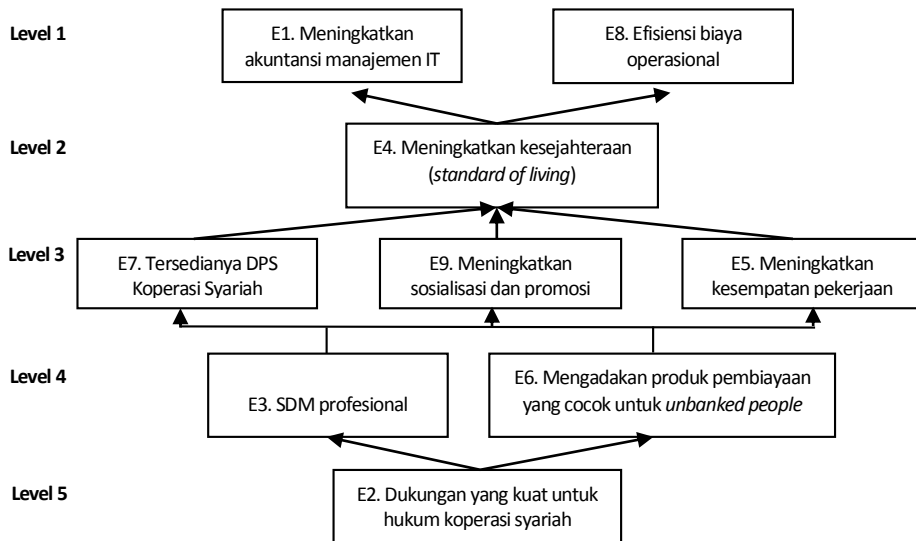 Level 1
E1. Meningkatkan
akuntansi manajemen IT
E8. Efisiensi biaya
operasional
Level 2
E4. Meningkatkan kesejahteraan
(standard of living)
Level 3
E7. Tersedianya DPS
Koperasi Syariah
E9. Meningkatkan
sosialisasi dan promosi
E5. Meningkatkan
kesempatan pekerjaan
Level 4
E3. SDM profesional
E6. Mengadakan produk pembiayaan
yang cocok untuk unbanked people
Level 5
E2. Dukungan yang kuat untuk
hukum koperasi syariah